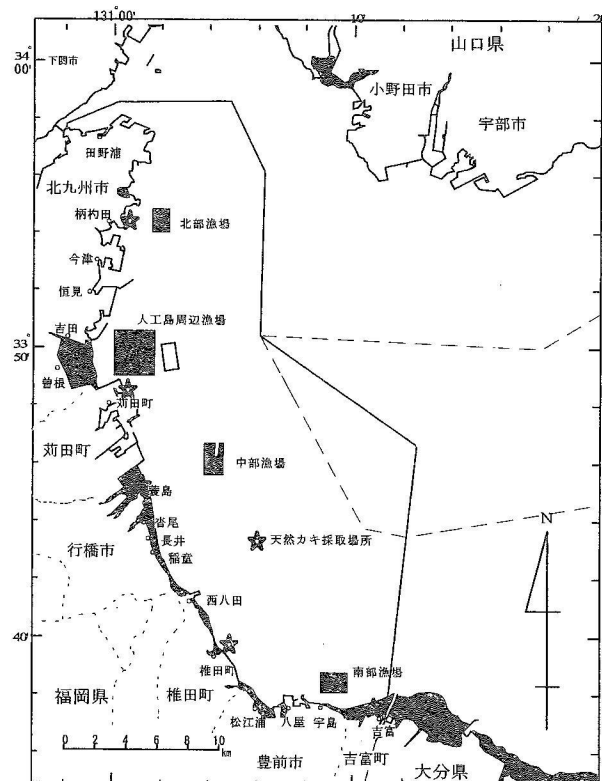 131°00′
10′
20′
34°
00′
下関市
山口県
小野田市
宇部市
田野浦
北九州市
柄杓田
北部漁場
今津
恒見
人工島周辺漁場
吉田
33°
50′
曽根
苅田町
苅田町
中部漁場
蓑島
沓尾
長井
稲童
行橋市
天然カキ採取場所
N
西八田
40′
椎田町
福岡県
椎田町
南部漁場
松江浦
八屋
宇島
吉富
0 2 4 6 8 10
km
豊前市
吉富町
大分県